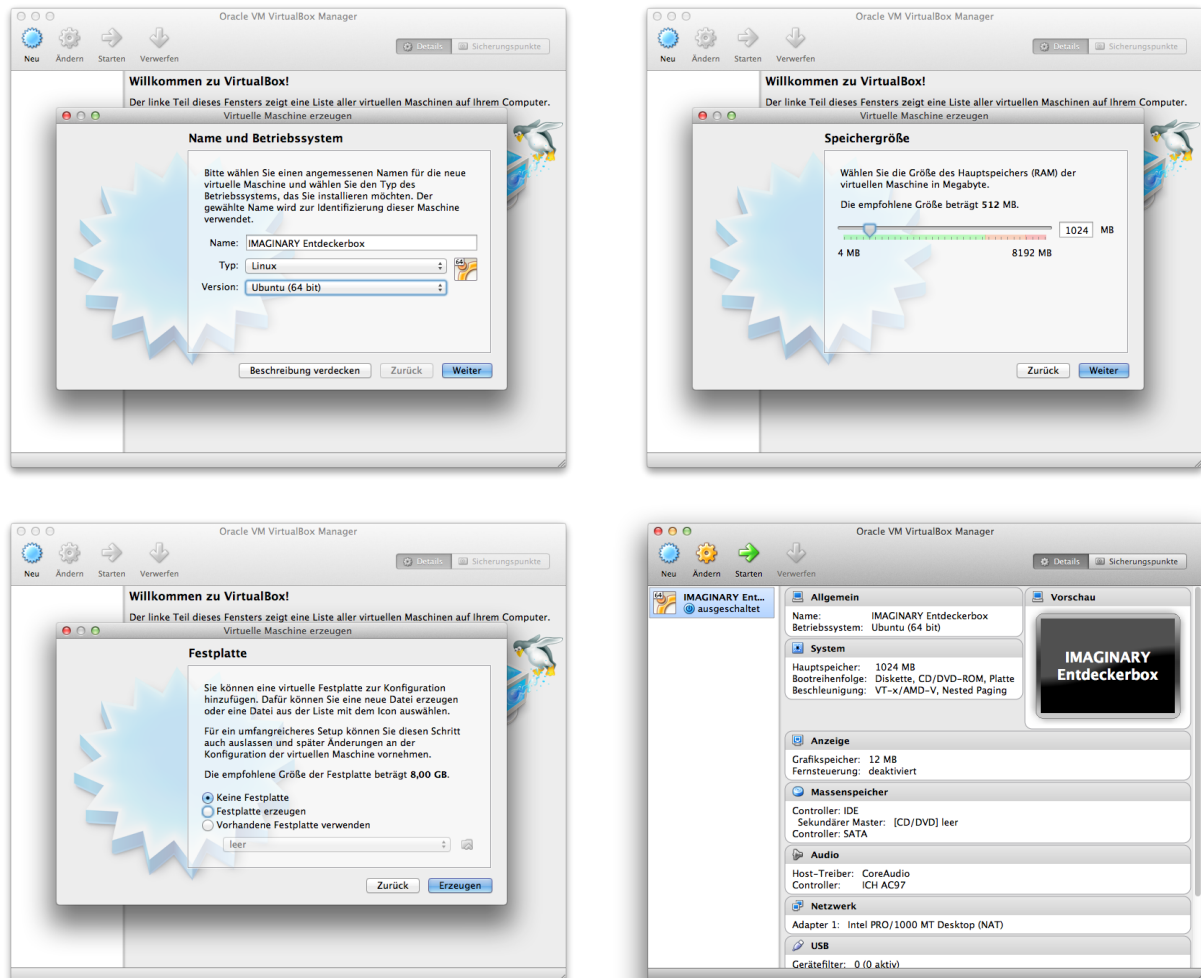 Oracle VM VirtualBox Manager
Neu Ändern Starten Verwerfen
Details Sicherungspunkte
Willkommen zu VirtualBox!
Der linke Teil dieses Fensters zeigt eine Liste aller virtuellen Maschinen auf Ihrem Computer.
Virtuelle Maschine erzeugen
Name und Betriebssystem
Bitte wählen Sie einen angemessenen Namen für die neue
virtuelle Maschine und wählen Sie den Typ des
Betriebssystems, das Sie installieren möchten. Der
gewählte Name wird zur Identifizierung dieser Maschine
verwendet.
Name: IMAGINARY Entdeckerbox
Typ: Linux
64
Version: Ubuntu (64 bit)
Beschreibung verdecken Zurück Weiter
Oracle VM VirtualBox Manager
Neu Ändern Starten Verwerfen
Details Sicherungspunkte
Willkommen zu VirtualBox!
Der linke Teil dieses Fensters zeigt eine Liste aller virtuellen Maschinen auf Ihrem Computer.
Virtuelle Maschine erzeugen
Speichergröße
Wählen Sie die Größe des Hauptspeichers (RAM) der
virtuellen Maschine in Megabyte.
Die empfohlene Größe beträgt 512 MB.
1024 MB
4 MB 8192 MB
Zurück Weiter
Oracle VM VirtualBox Manager
Neu Ändern Starten Verwerfen
Details Sicherungspunkte
Willkommen zu VirtualBox!
Der linke Teil dieses Fensters zeigt eine Liste aller virtuellen Maschinen auf Ihrem Computer.
Virtuelle Maschine erzeugen
Festplatte
Sie können eine virtuelle Festplatte zur Konfiguration
hinzufügen. Dafür können Sie eine neue Datei erzeugen
oder eine Datei aus der Liste mit dem Icon auswählen.
Für ein umfangreicheres Setup können Sie diesen Schritt
auch auslassen und später Änderungen an der
Konfiguration der virtuellen Maschine vornehmen.
Die empfohlene Größe der Festplatte beträgt 8,00 GB.
Keine Festplatte
Festplatte erzeugen
Vorhandene Festplatte verwenden
leer
Zurück Erzeugen
Oracle VM VirtualBox Manager
Neu Ändern Starten Verwerfen
Details Sicherungspunkte
64
IMAGINARY Ent...
ausgeschaltet
Allgemein
Name: IMAGINARY Entdeckerbox
Betriebssystem: Ubuntu (64 bit)
System
Hauptspeicher: 1024 MB
Bootreihenfolge: Diskette, CD/DVD-ROM, Platte
Beschleunigung: VT-x/AMD-V, Nested Paging
Vorschau
IMAGINARY
Entdeckerbox
Anzeige
Grafikspeicher: 12 MB
Fernsteuerung: deaktiviert
Massenspeicher
Controller: IDE
Sekundärer Master: [CD/DVD] leer
Controller: SATA
Audio
Host-Treiber: CoreAudio
Controller: ICH AC97
Netzwerk
Adapter 1: Intel PRO/1000 MT Desktop (NAT)
USB
Gerätefilter: 0 (0 aktiv)